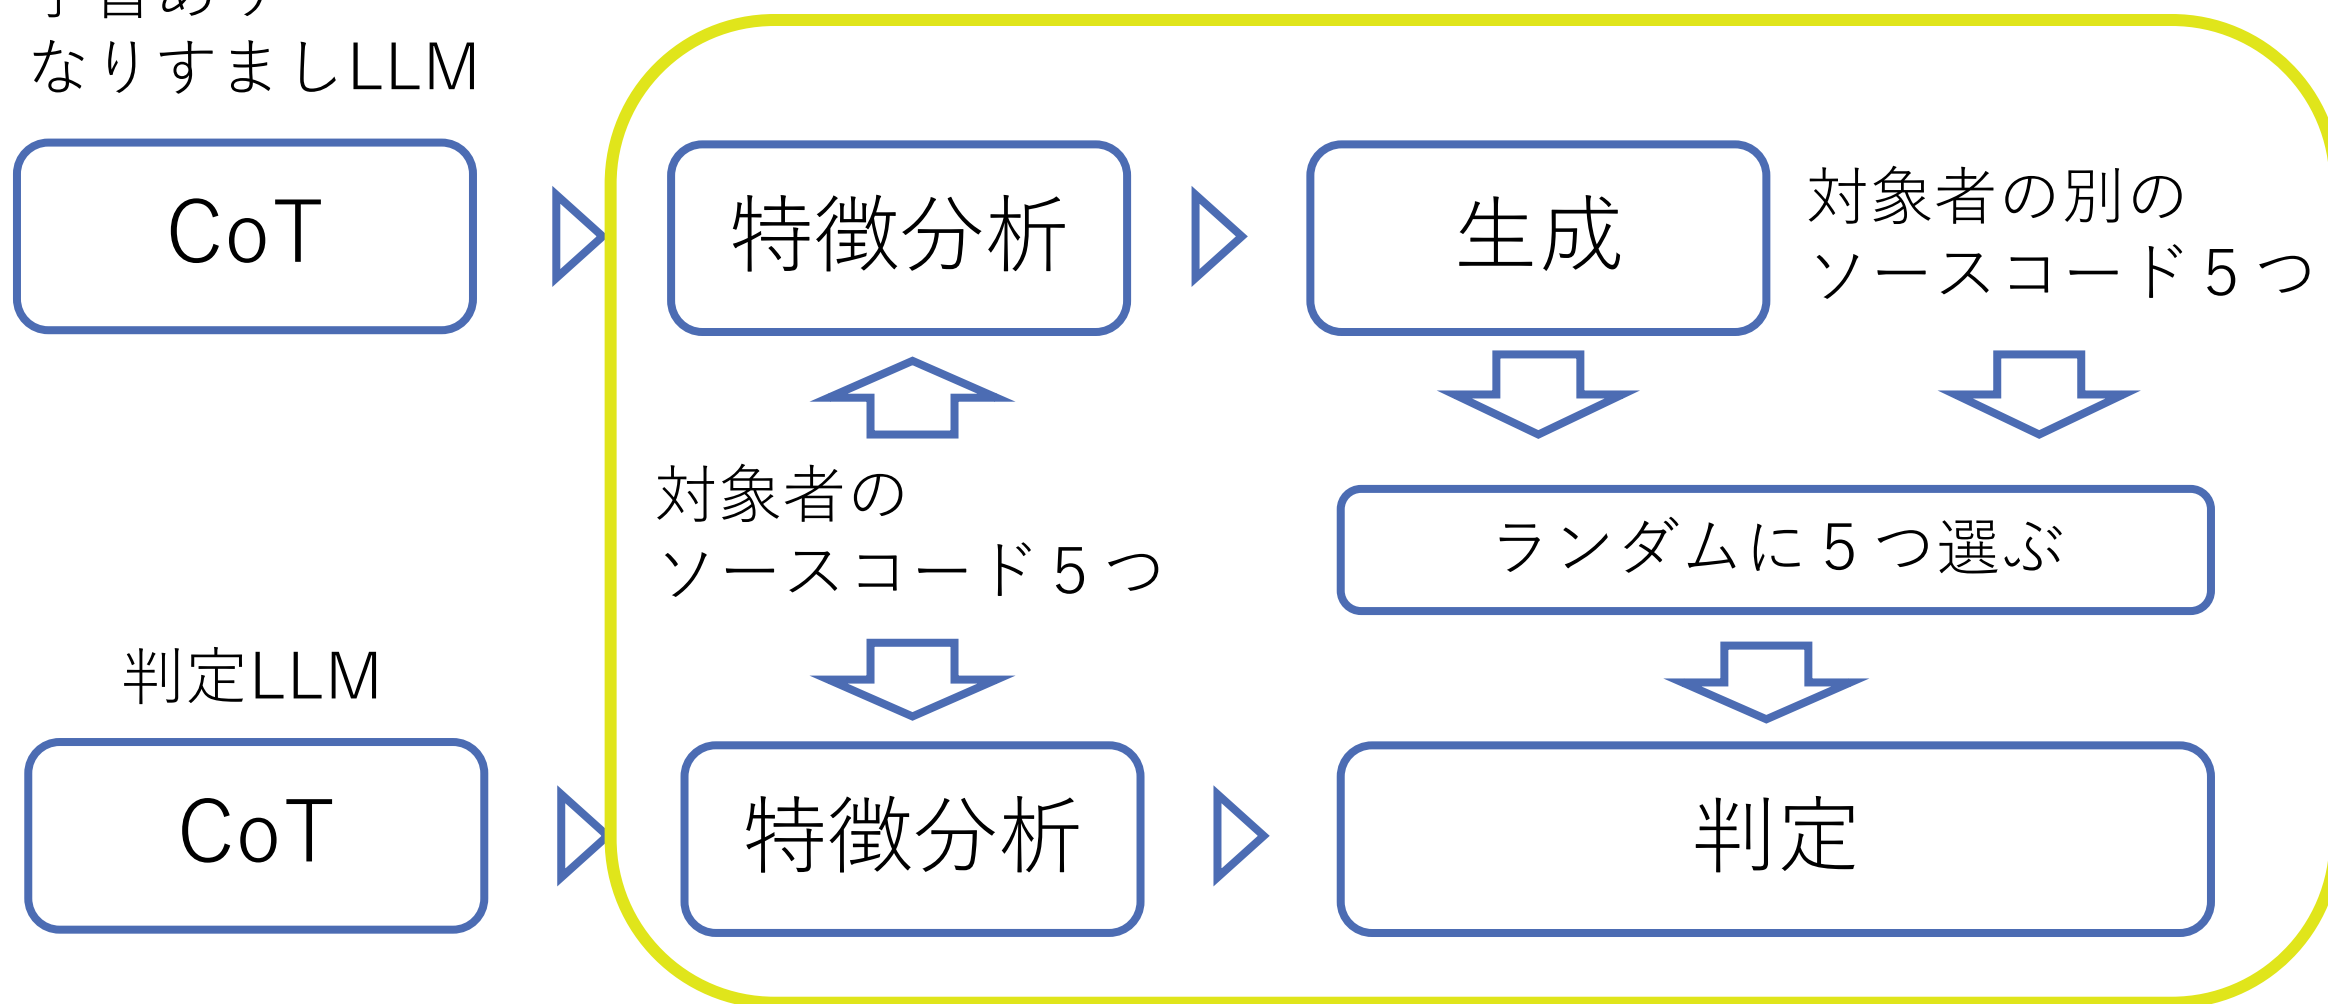 なりすましLLM
CoT
特徴分析
生成
対象者の別の
ソースコード5つ
対象者の
ソースコード5つ
ランダムに5つ選ぶ
判定LLM
CoT
特徴分析
判定